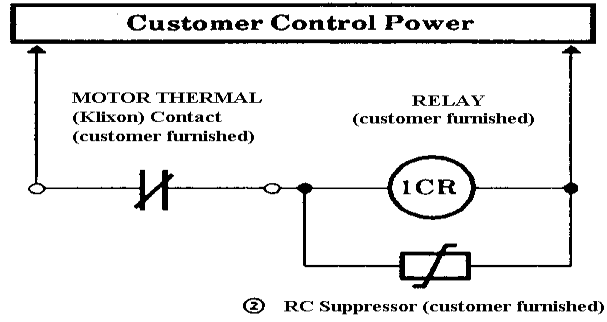 Customer Control Power
MOTOR THERMAL
(Klixon) Contact
(customer furnished)
RELAY
(customer furnished)
1CR
② RC Suppressor (customer furnished)